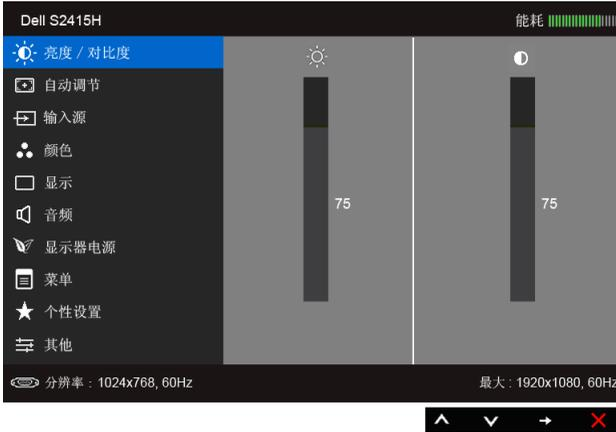 Dell S2415H
能耗
亮度 / 对比度
自动调节
输入源
颜色
显示
音频
显示器电源
菜单
个性设置
其他
75
75
分辨率 : 1024x768, 60Hz
最大 : 1920x1080, 60Hz